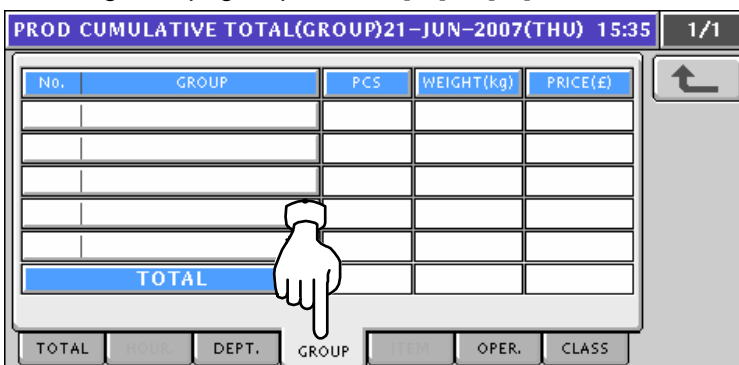 PROD CUMULATIVE TOTAL(GROUP)21-JUN-2007(THU) 15:35 1/1
No. GROUP PCS WEIGHT(kg) PRICE(£)
TOTAL
TOTAL HOUR. DEPT. GROUP ITEM OPER. CLASS